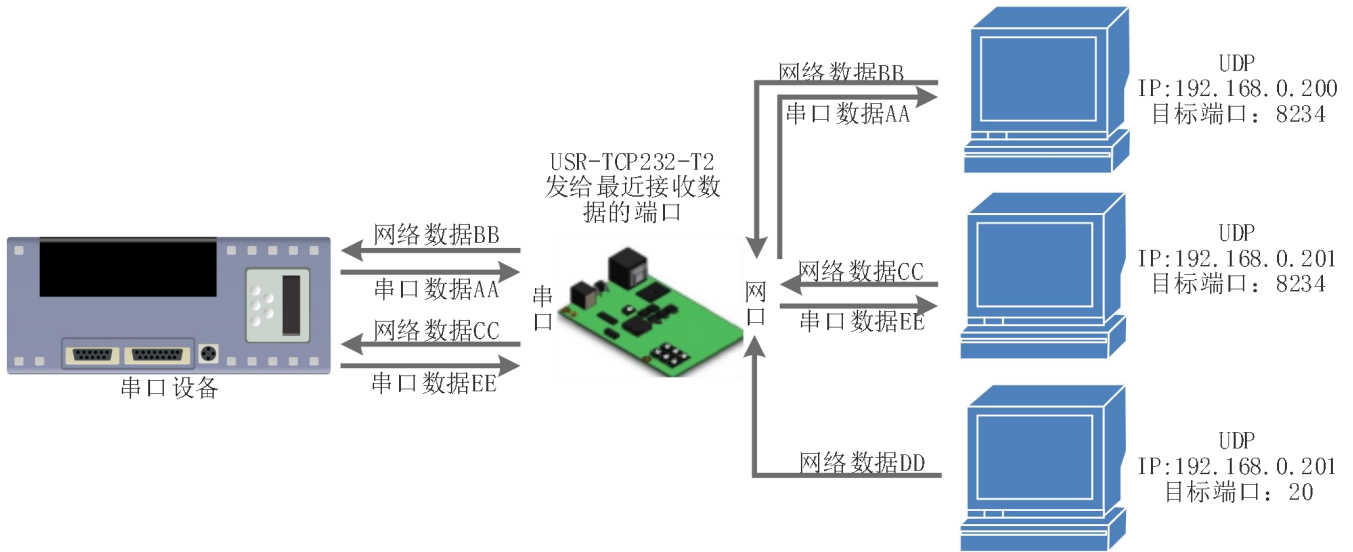 网络数据BB
串口数据AA
UDP
IP:192.168.0.200
目标端口：8234
USR-TCP232-T2
发给最近接收数
据的端口
网络数据BB
串口数据AA
网络数据CC
串口数据EE
串口设备
串口
网口
网络数据CC
串口数据EE
UDP
IP:192.168.0.201
目标端口：8234
网络数据DD
UDP
IP:192.168.0.201
目标端口：20